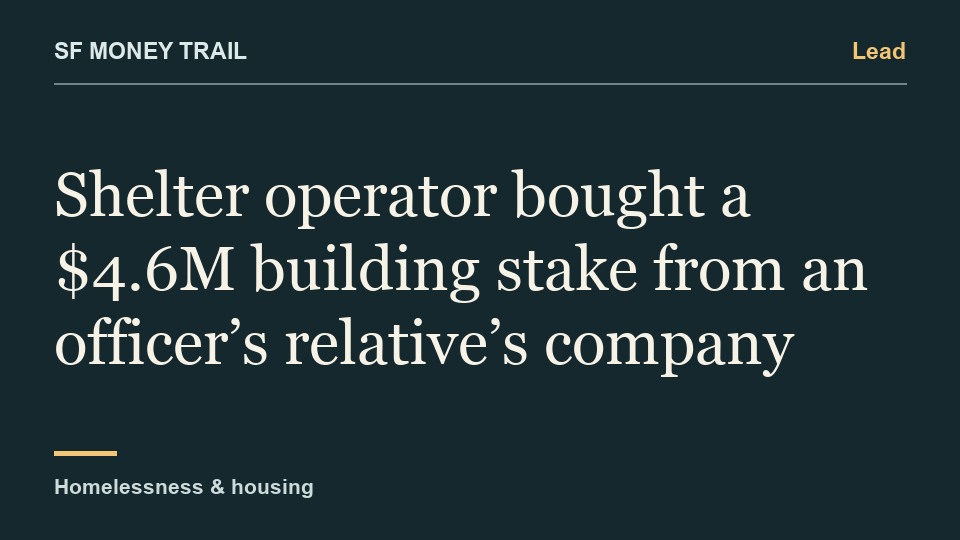 SF MONEY TRAIL
Lead
Shelter operator bought a
$4.6M building stake from an
officer’s relative’s company
Homelessness & housing